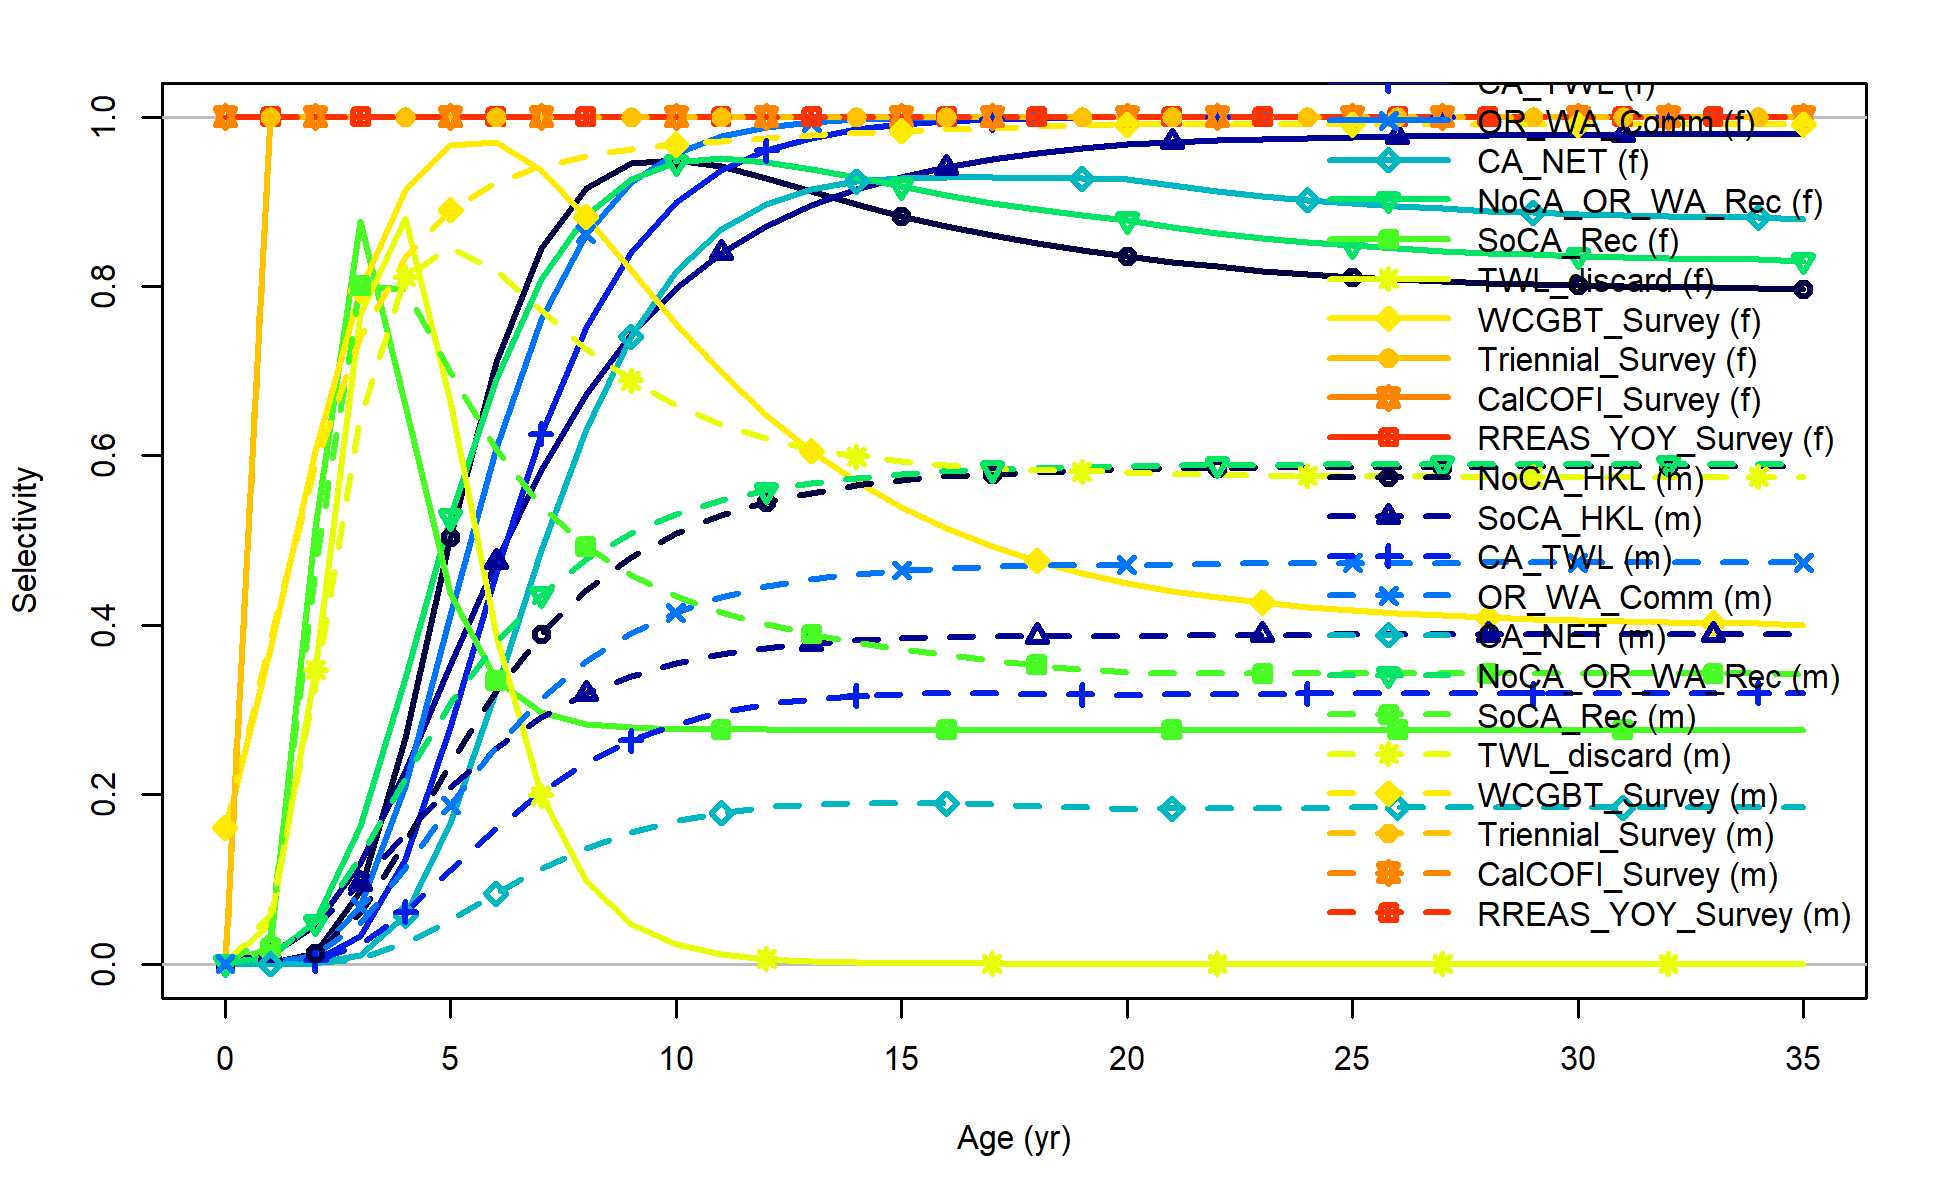 CA_TWL (f)
OR_WA_Comm (f)
CA_NET (f)
NoCA_OR_WA_Rec (f)
SoCA_Rec (f)
TWL_discard (f)
WCGBT_Survey (f)
Triennial_Survey (f)
CalCOFI_Survey (f)
RREAS_YOY_Survey (f)
NoCA_HKL (m)
SoCA_HKL (m)
CA_TWL (m)
OR_WA_Comm (m)
CA_NET (m)
NoCA_OR_WA_Rec (m)
SoCA_Rec (m)
TWL_discard (m)
WCGBT_Survey (m)
Triennial_Survey (m)
CalCOFI_Survey (m)
RREAS_YOY_Survey (m)
Selectivity
1.0
0.8
0.6
0.4
0.2
0.0
0 5 10 15 20 25 30 35
Age (yr)